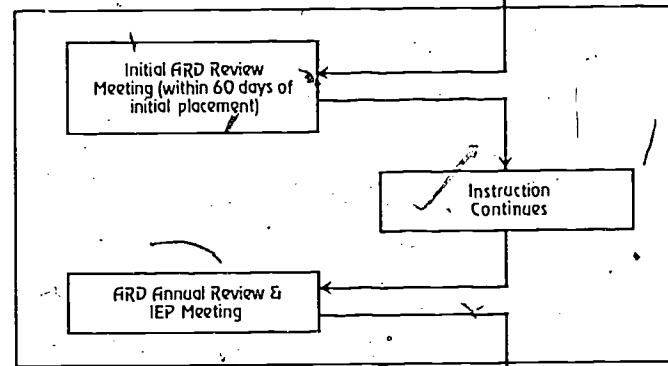 Initial ARD Review
Meeting (within 60 days of
initial placement)
Instruction
Continues
ARD Annual Review &
IEP Meeting